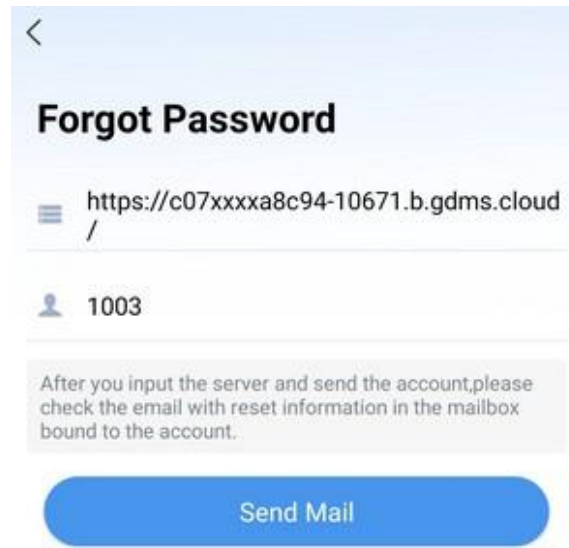 Forgot Password
https://c07xxxxa8c94-10671.b.gdms.cloud
/
1003
After you input the server and send the account,please
check the email with reset information in the mailbox
bound to the account.
Send Mail